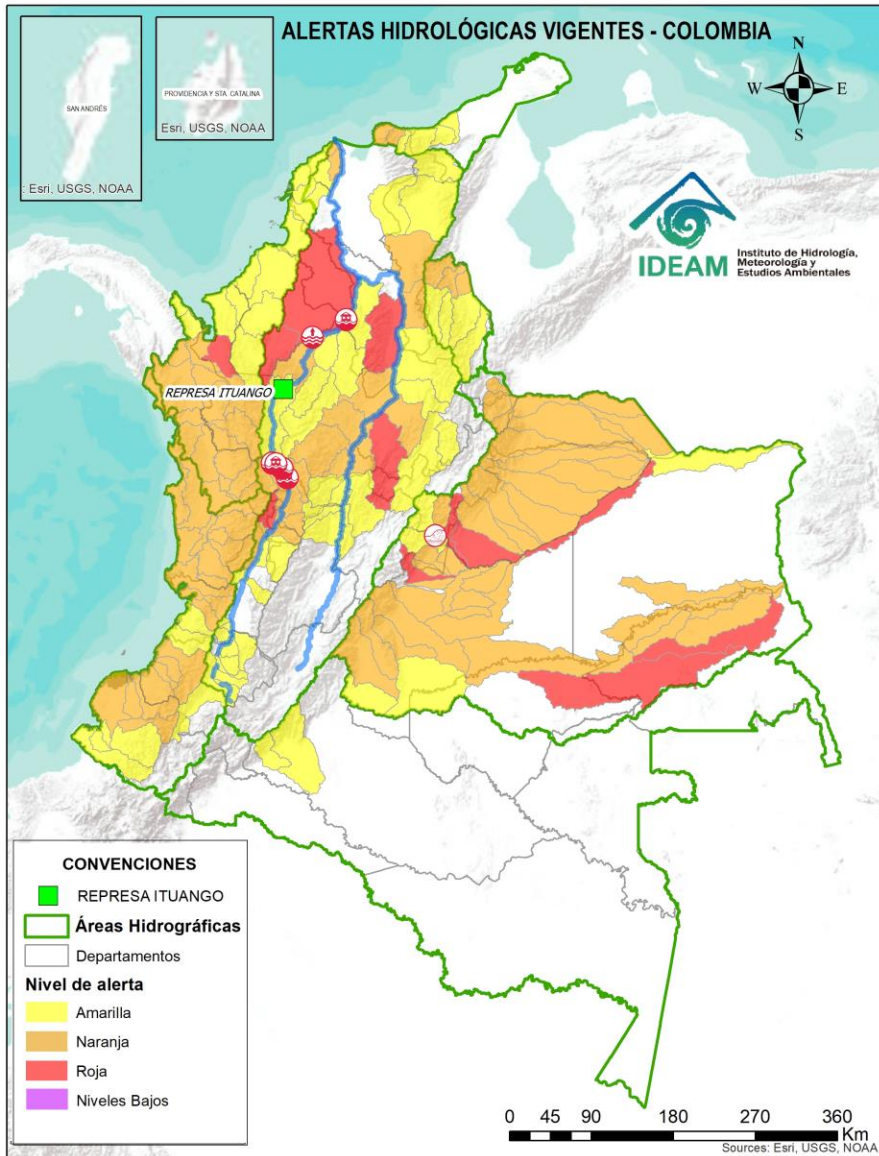 ALERTAS HIDROLÓGICAS VIGENTES - COLOMBIA
SAN ANDRÉS
: Esri, USGS, NOAA
PROVIDENCIA Y STA. CATALINA
Esri, USGS, NOAA
N
W
E
S
IDEAM
Instituto de Hidrología,
Meteorología y
Estudios Ambientales
REPRESA ITUANGO
CONVENCIONES
REPRESA ITUANGO
Áreas Hidrográficas
Departamentos
Nivel de alerta
Amarilla
Naranja
Roja
Niveles Bajos
0 45 90 180 270 360
Km
Sources: Esri, USGS, NOAA